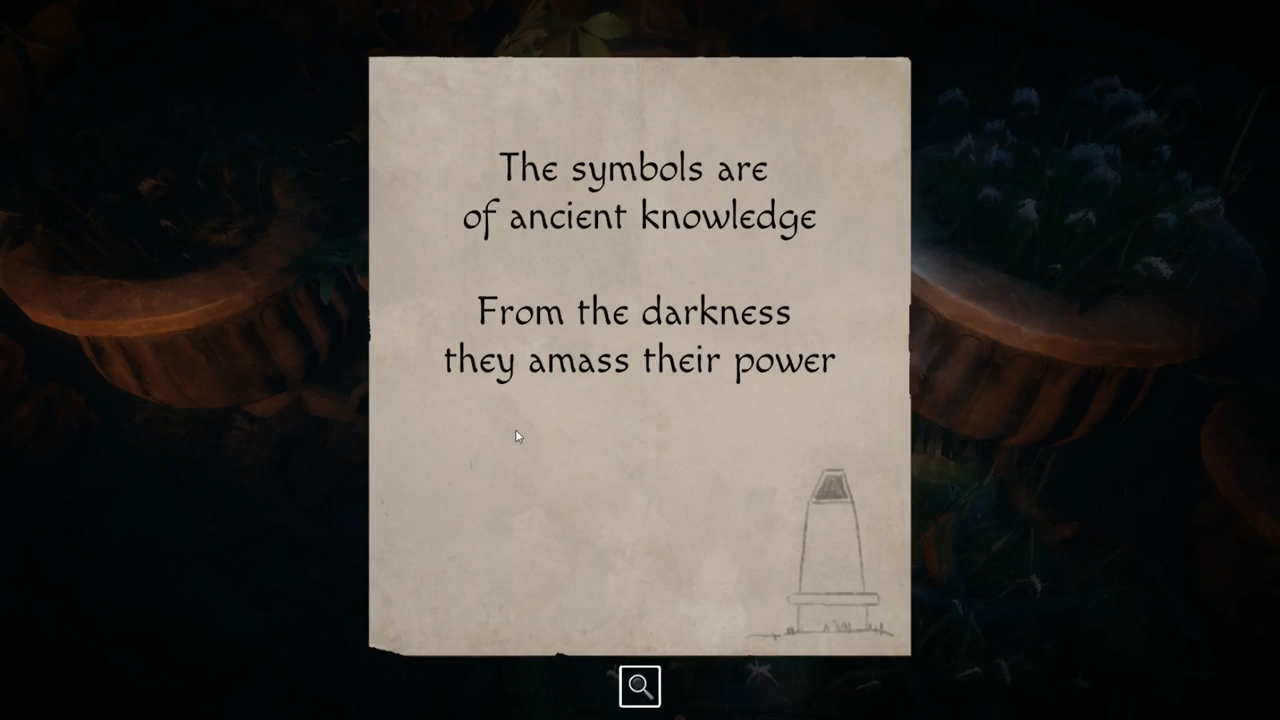 The symbols are
of ancient knowledge
From the darkness
they amass their power